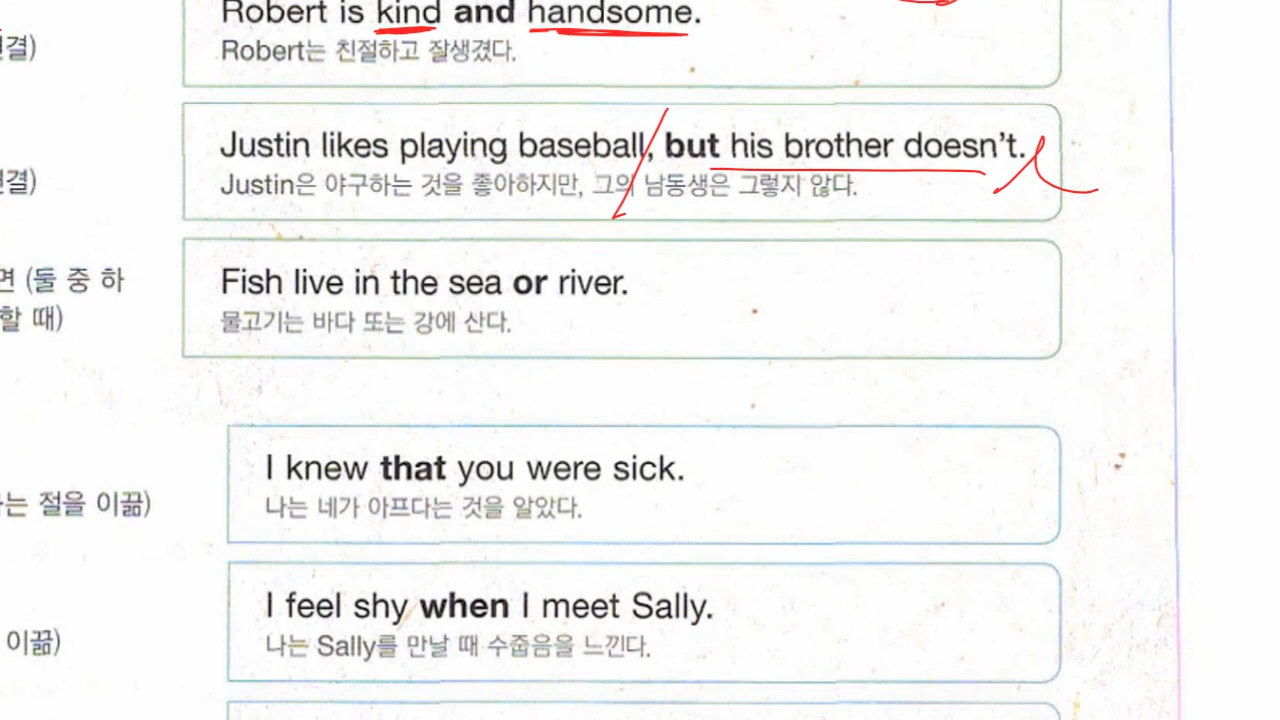 Robert is kind and handsome.
결)
Robert는 친절하고 잘생겼다.
Justin likes playing baseball, but his brother doesn't.
결)
Justin은 야구하는 것을 좋아하지만, 그의 남동생은 그렇지 않다.
면 (둘 중 하
Fish live in the sea or river.
할 때)
물고기는 바다 또는 강에 산다.
I knew that you were sick.
는 절을 이끎)
나는 네가 아프다는 것을 알았다.
I feel shy when I meet Sally.
이끎)
나는 Sally를 만날 때 수줍음을 느낀다.